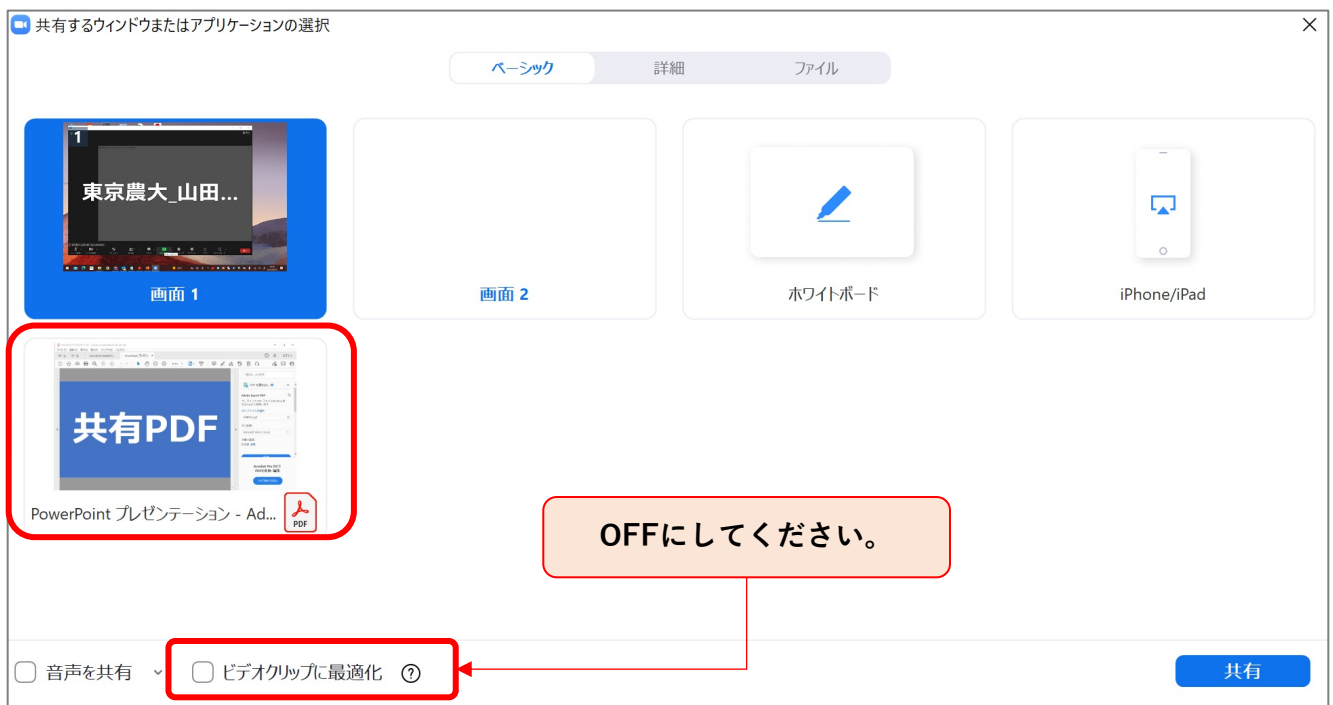 共有するウィンドウまたはアプリケーションの選択
ベーシック
詳細
ファイル
1
東京農大_山田...
画面 1
画面 2
ホワイトボード
iPhone/iPad
共有PDF
PowerPoint プレゼンテーション - Ad...
PDF
OFFにしてください。
音声を共有
ビデオクリップに最適化
?
共有